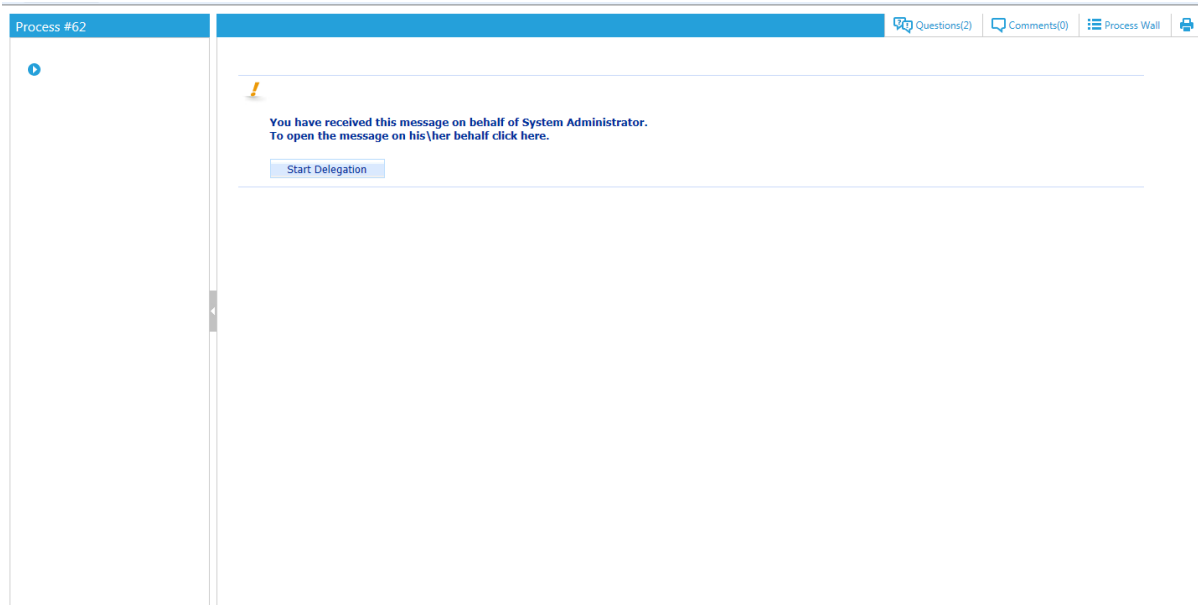 Process #62
Questions(2)
Comments(0)
Process Wall
You have received this message on behalf of System Administrator.
To open the message on his\her behalf click here.
Start Delegation